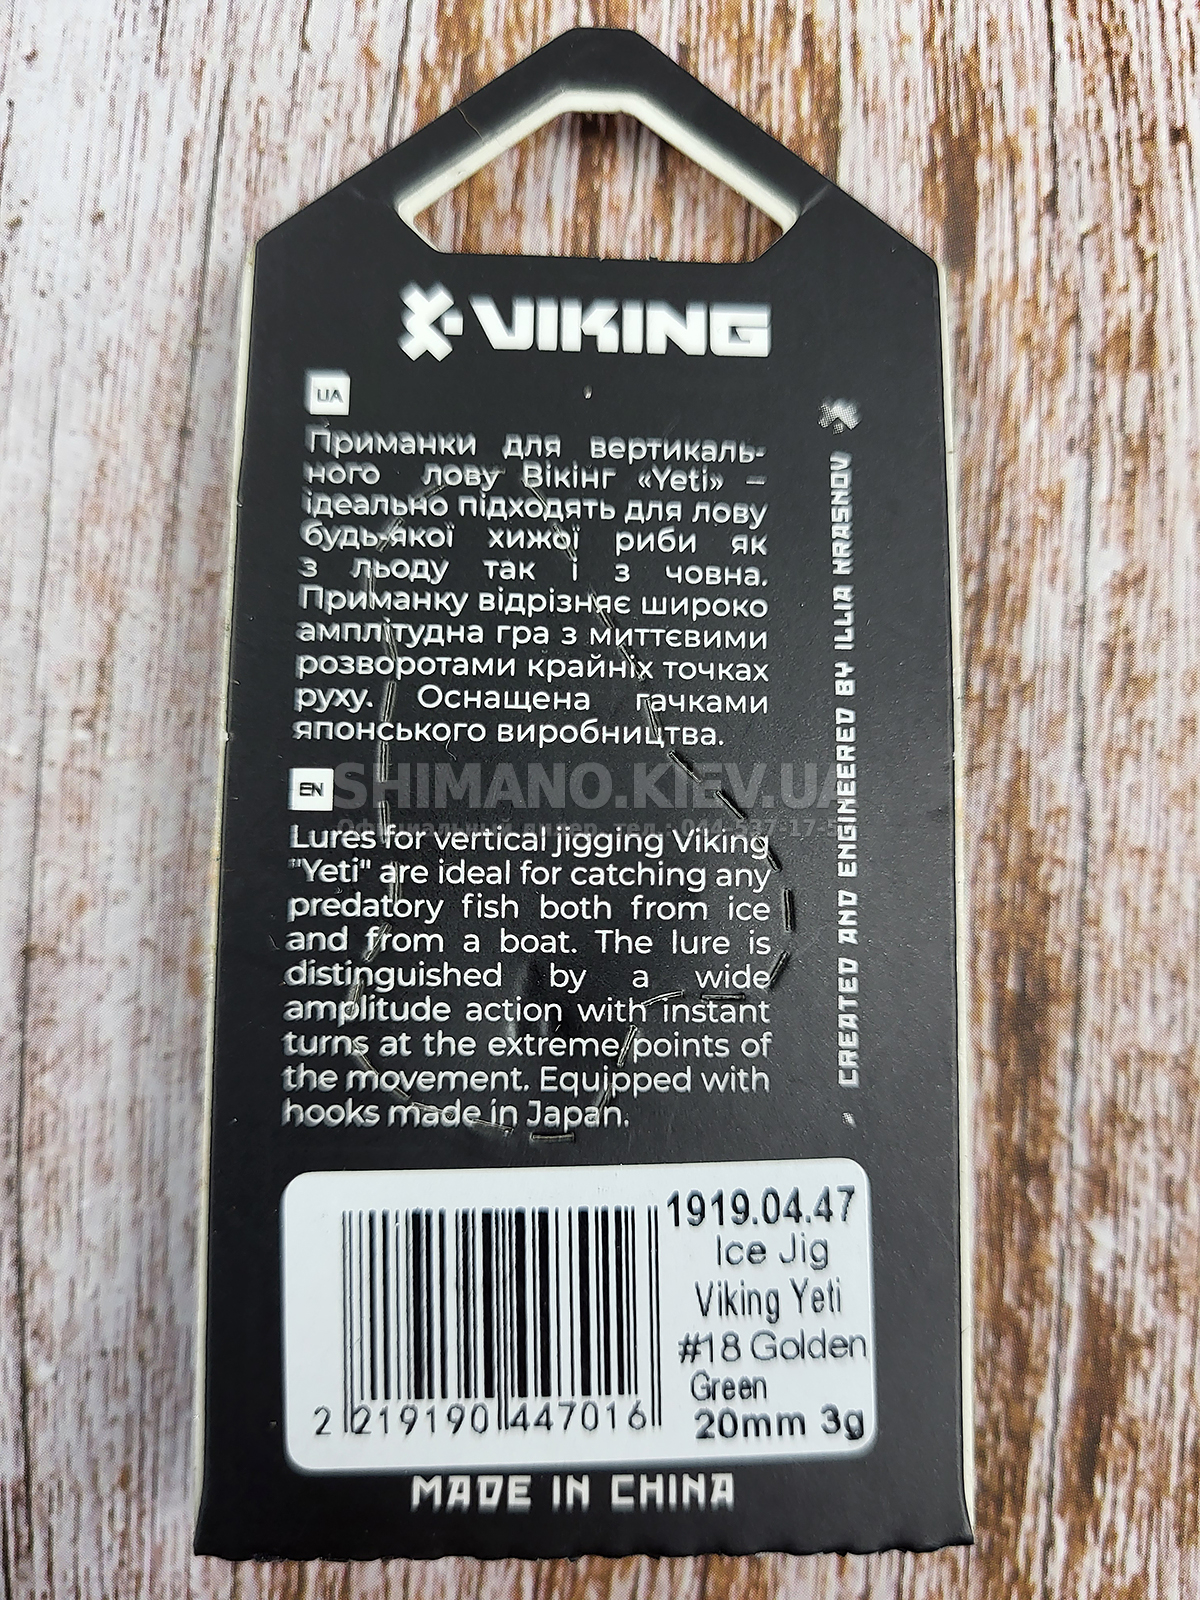 VIKING
UA
Приманки для вертикаль-
ного лову Вікінг «Yeti» –
ідеально підходять для лову
будь-якої хижої риби як
з льоду так і з човна.
Приманку відрізняє широко
амплітудна гра з миттєвими
розворотами крайніх точках
руху. Оснащена гачками
японського виробництва.
SHIMANO.KIEV.UA
Официальный дилер, тел.:
EN
Lures for vertical jigging Viking
"Yeti" are ideal for catching any
predatory fish both from ice
and from a boat. The lure is
distinguished by a wide
amplitude action with instant
turns at the extreme points of
the movement. Equipped with
hooks made in Japan.
CREATED AND ENGINEERED BY ILLIA KRASNOV
1919.04.47
Ice Jig
Viking Yeti
#18 Golden
Green
20mm 3g
2 219190 447016
MADE IN CHINA